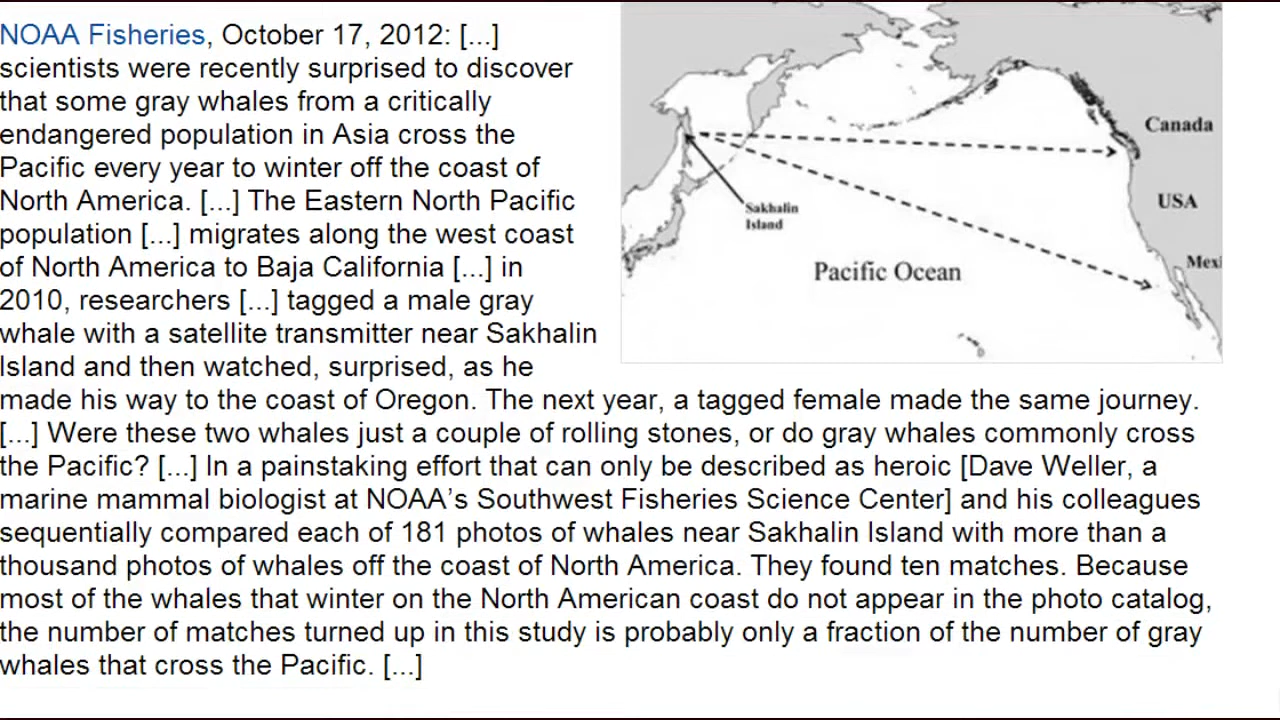 NOAA Fisheries, October 17, 2012: [...]
scientists were recently surprised to discover
that some gray whales from a critically
endangered population in Asia cross the
Pacific every year to winter off the coast of
North America. [...] The Eastern North Pacific
population [...] migrates along the west coast
of North America to Baja California [...] in
2010, researchers [...] tagged a male gray
whale with a satellite transmitter near Sakhalin
Island and then watched, surprised, as he
made his way to the coast of Oregon. The next year, a tagged female made the same journey.
[...] Were these two whales just a couple of rolling stones, or do gray whales commonly cross
the Pacific? [...] In a painstaking effort that can only be described as heroic [Dave Weller, a
marine mammal biologist at NOAA's Southwest Fisheries Science Center] and his colleagues
sequentially compared each of 181 photos of whales near Sakhalin Island with more than a
thousand photos of whales off the coast of North America. They found ten matches. Because
most of the whales that winter on the North American coast do not appear in the photo catalog,
the number of matches turned up in this study is probably only a fraction of the number of gray
whales that cross the Pacific. [...]
Canada
USA
Mexi
Sakhalin
Island
Pacific Ocean